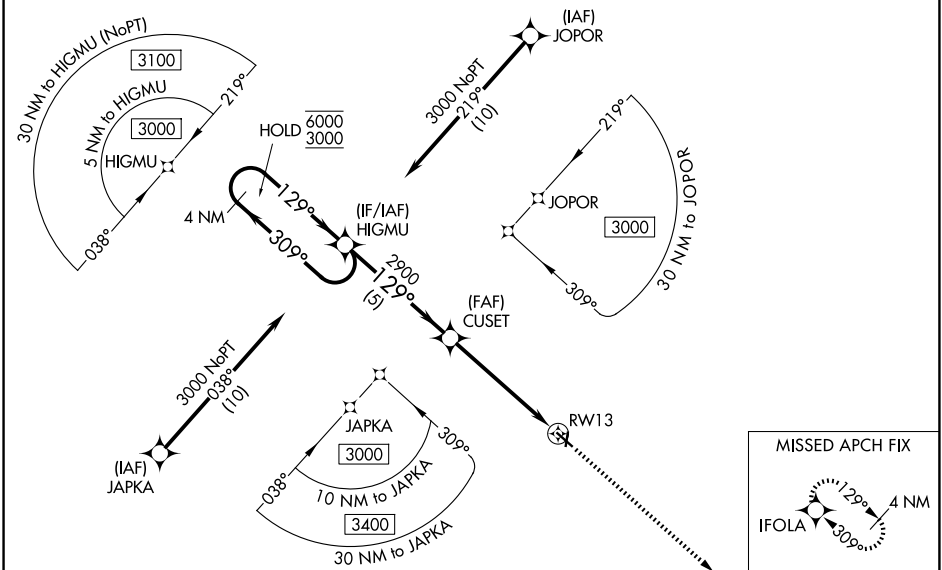 30 NM to HIGMU (NoPT)
3100
5 NM to HIGMU
3000
HIGMU
219°
038°
HOLD
6000
3000
4 NM
129°
309°
(IF/IAF)
HIGMU
(IAF)
JOPOR
3000 NoPT
219°
(10)
219°
JOPOR
3000
309°
30 NM to JOPOR
2900
129°
(5)
(FAF)
CUSET
3000 NoPT
038°
(10)
(IAF)
JAPKA
JAPKA
3000
038°
309°
10 NM to JAPKA
3400
30 NM to JAPKA
RW13
MISSED APCH FIX
129°
4 NM
IFOLA
309°